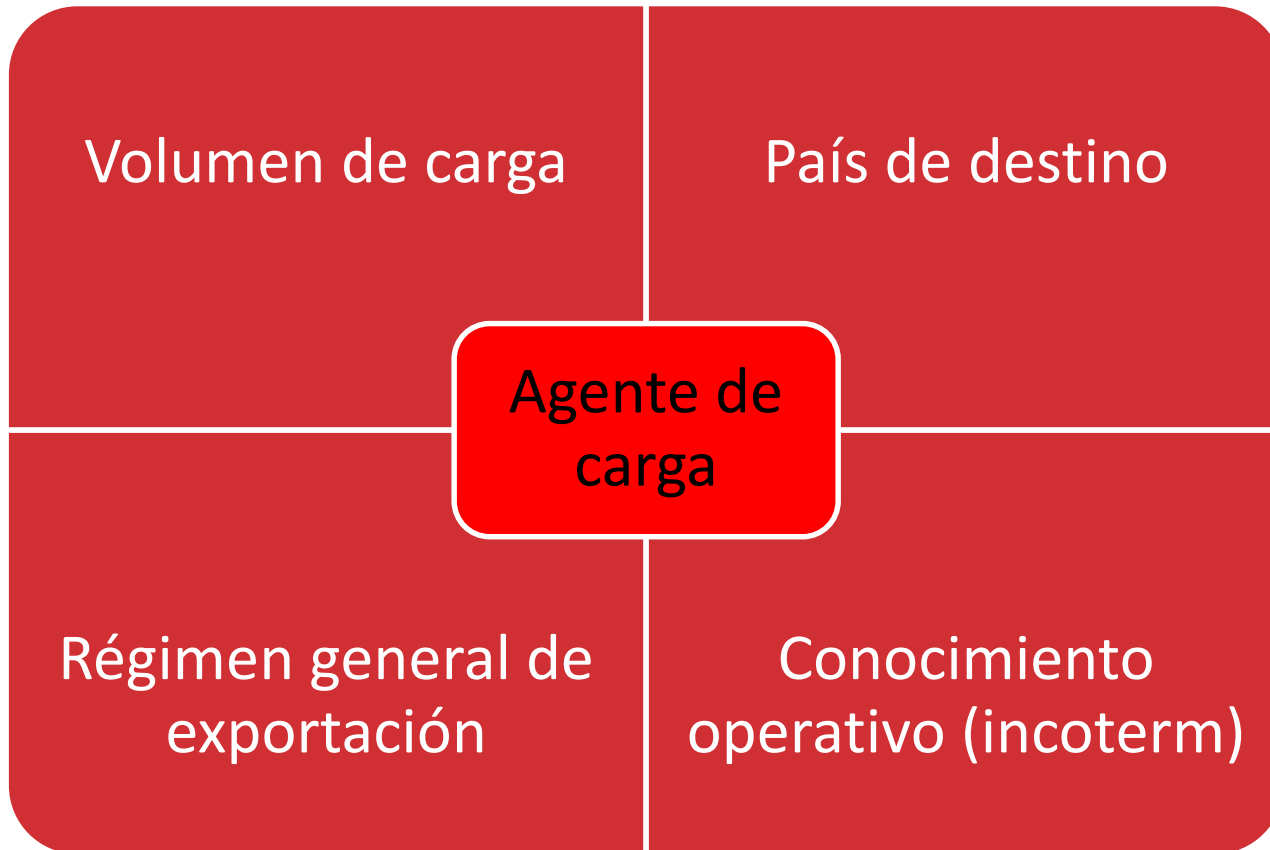 Volumen de carga
País de destino
Agente de
carga
Régimen general de
exportación
Conocimiento
operativo (incoterm)